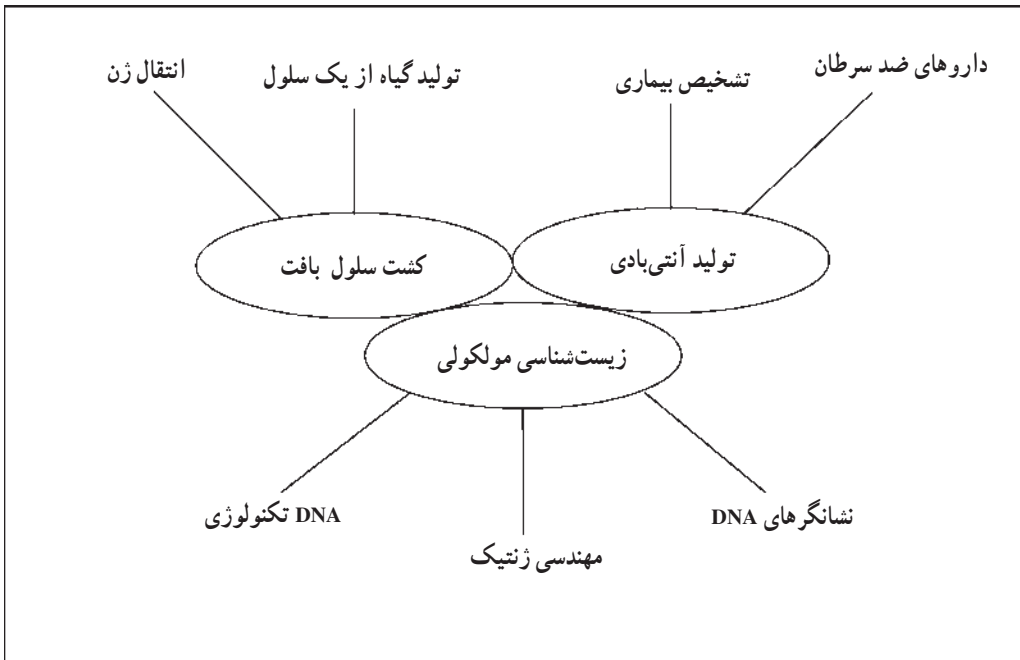 داروهای ضد سرطان
تشخیص بیماری
تولید گیاه از یک سلول
انتقال ژن
تولید آنتی‌بادی
کشت سلول بافت
زیست‌شناسی مولکولی
نشانگرهای DNA
DNA تکنولوژی
مهندسی ژنتیک